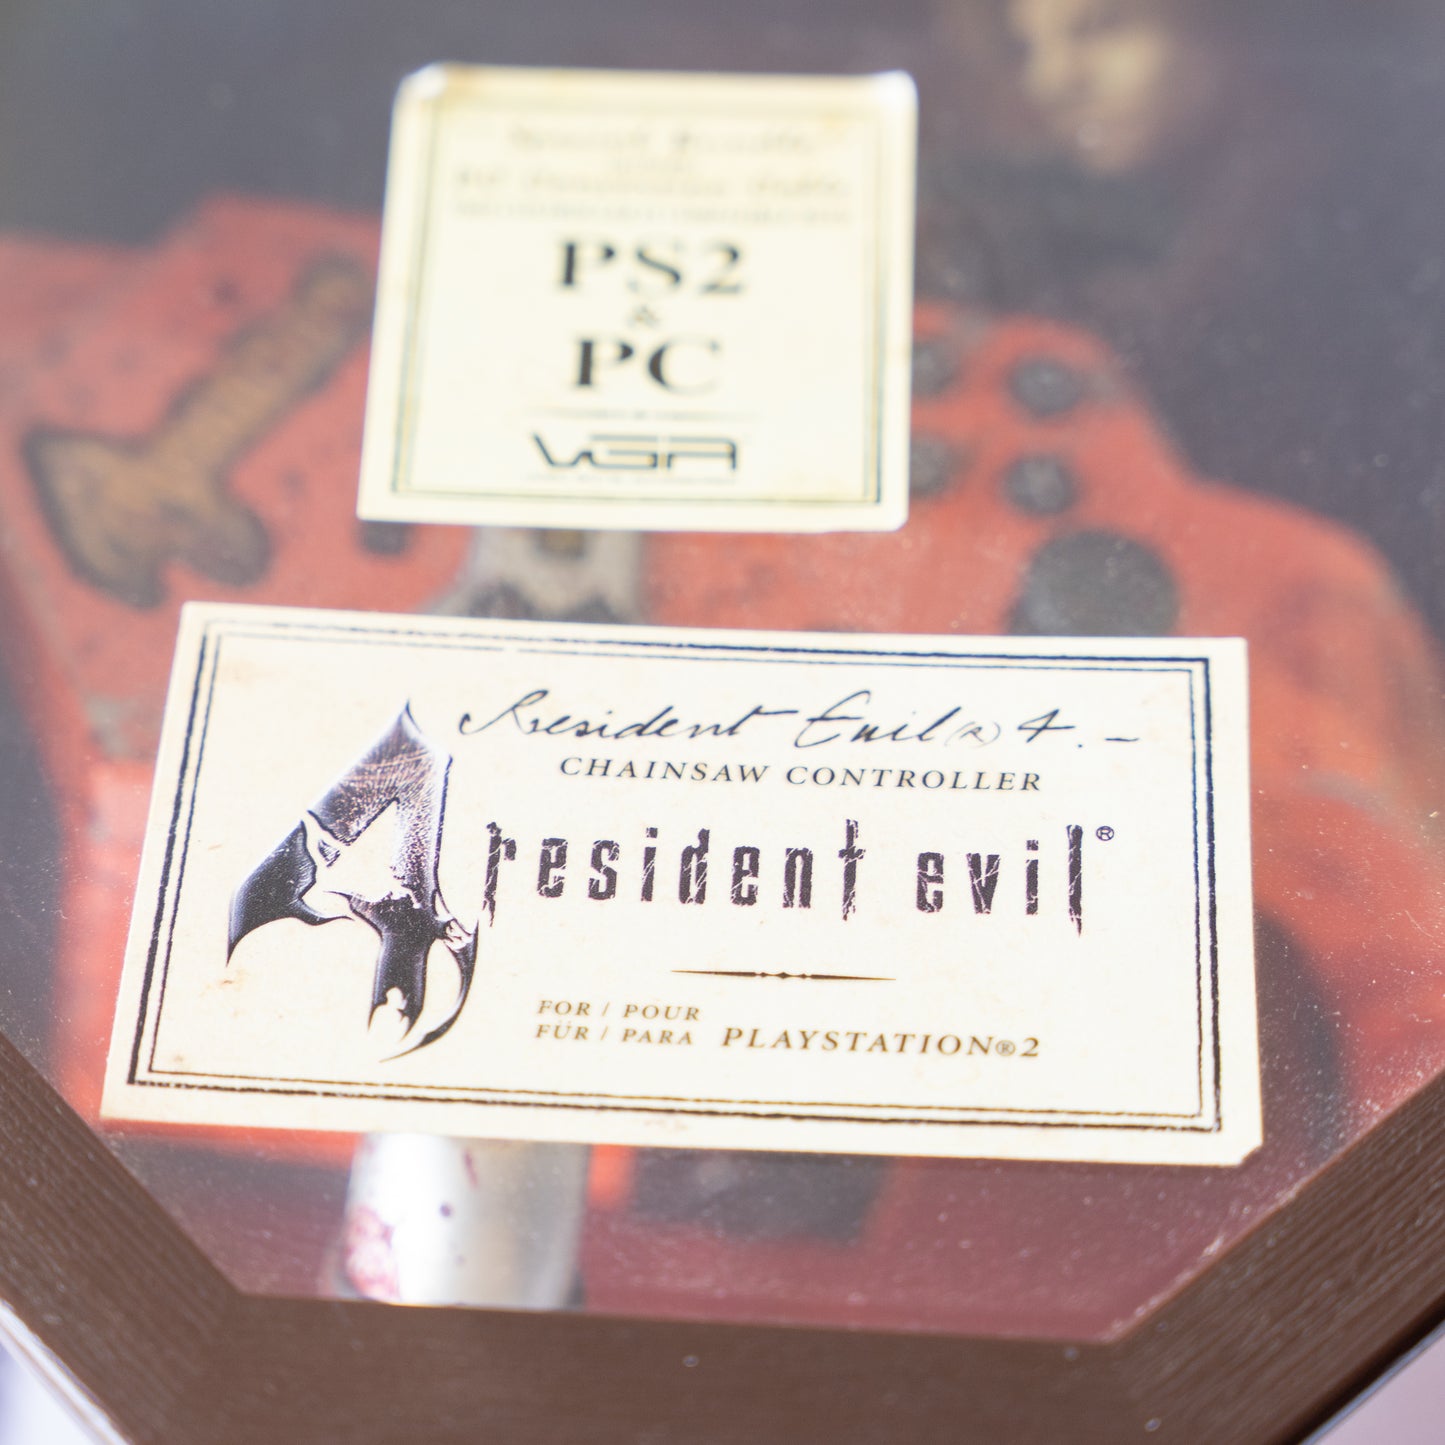 PS2
&
PC
VGA
Resident Evil (R) 4.-
CHAINSAW CONTROLLER
4 resident evil®
FOR / POUR
FÜR / PARA PLAYSTATION®2